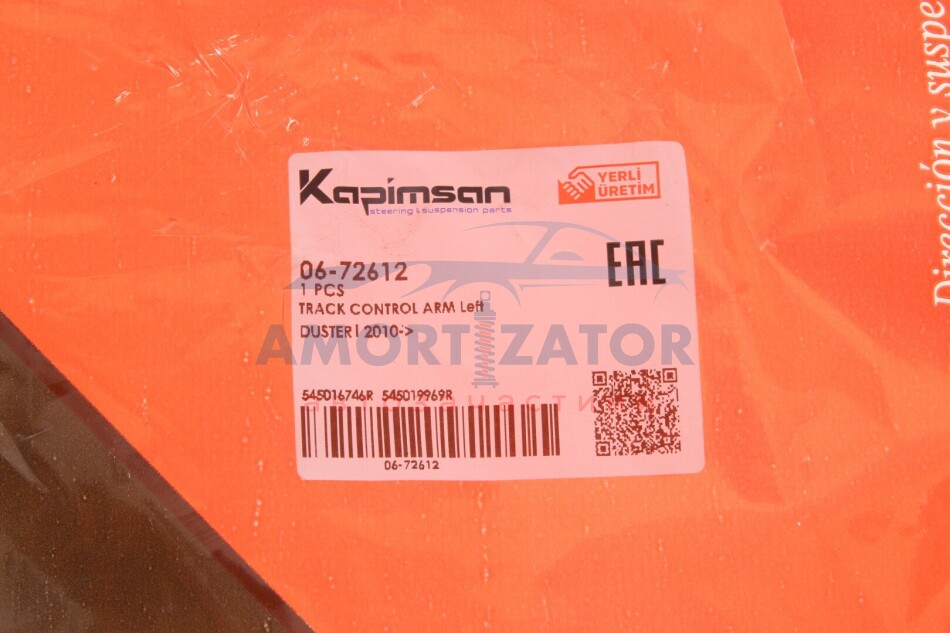 Kapimsan
steering & suspension parts
YERLİ
ÜRETİM
EAC
06-72612
1 PCS
TRACK CONTROL ARM Left
DUSTER I 2010->
AMORTIZATOR
545016746R 545019969R
автозапчасти
06-72612
Dirección y suspe